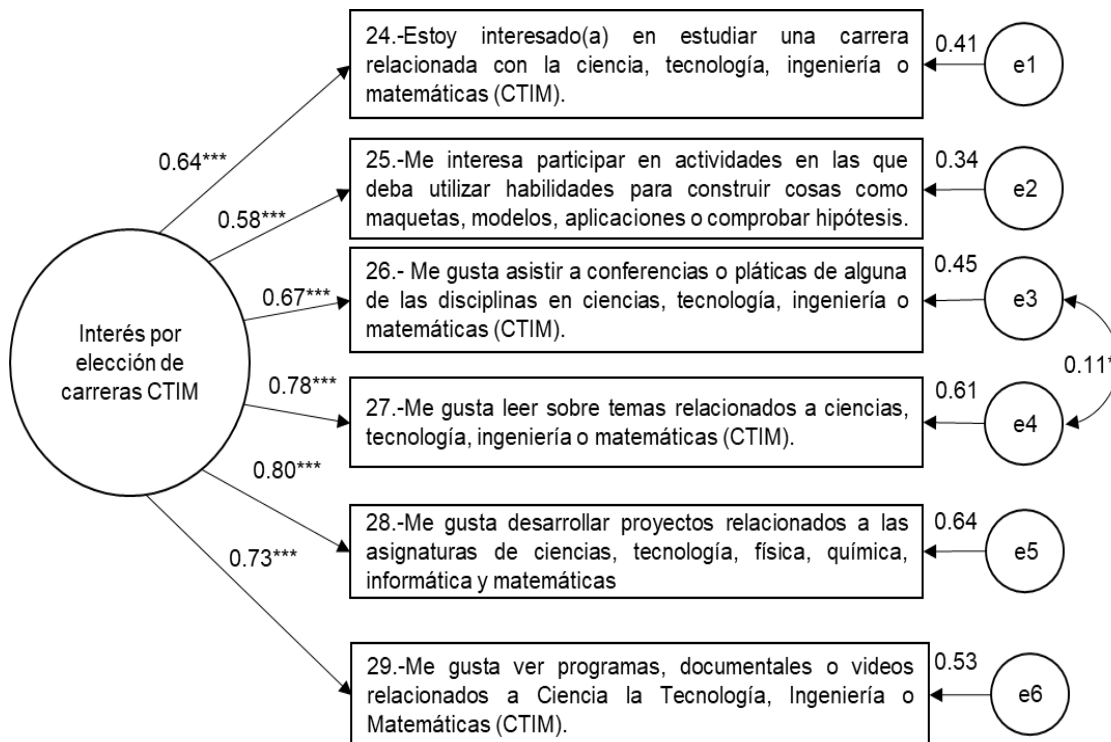 24.-Estoy interesado(a) en estudiar una carrera
relacionada con la ciencia, tecnología, ingeniería o
matemáticas (CTIM).
0.41
e1
0.64***
25.-Me interesa participar en actividades en las que
deba utilizar habilidades para construir cosas como
maquetas, modelos, aplicaciones o comprobar hipótesis.
0.34
e2
0.58***
26.- Me gusta asistir a conferencias o pláticas de alguna
de las disciplinas en ciencias, tecnología, ingeniería o
matemáticas (CTIM).
0.45
e3
0.67***
Interés por
elección de
carreras CTIM
0.11*
0.78***
27.-Me gusta leer sobre temas relacionados a ciencias,
tecnología, ingeniería o matemáticas (CTIM).
0.61
e4
0.80***
28.-Me gusta desarrollar proyectos relacionados a las
asignaturas de ciencias, tecnología, física, química,
informática y matemáticas
0.64
e5
0.73***
29.-Me gusta ver programas, documentales o videos
relacionados a Ciencia la Tecnología, Ingeniería o
Matemáticas (CTIM).
0.53
e6